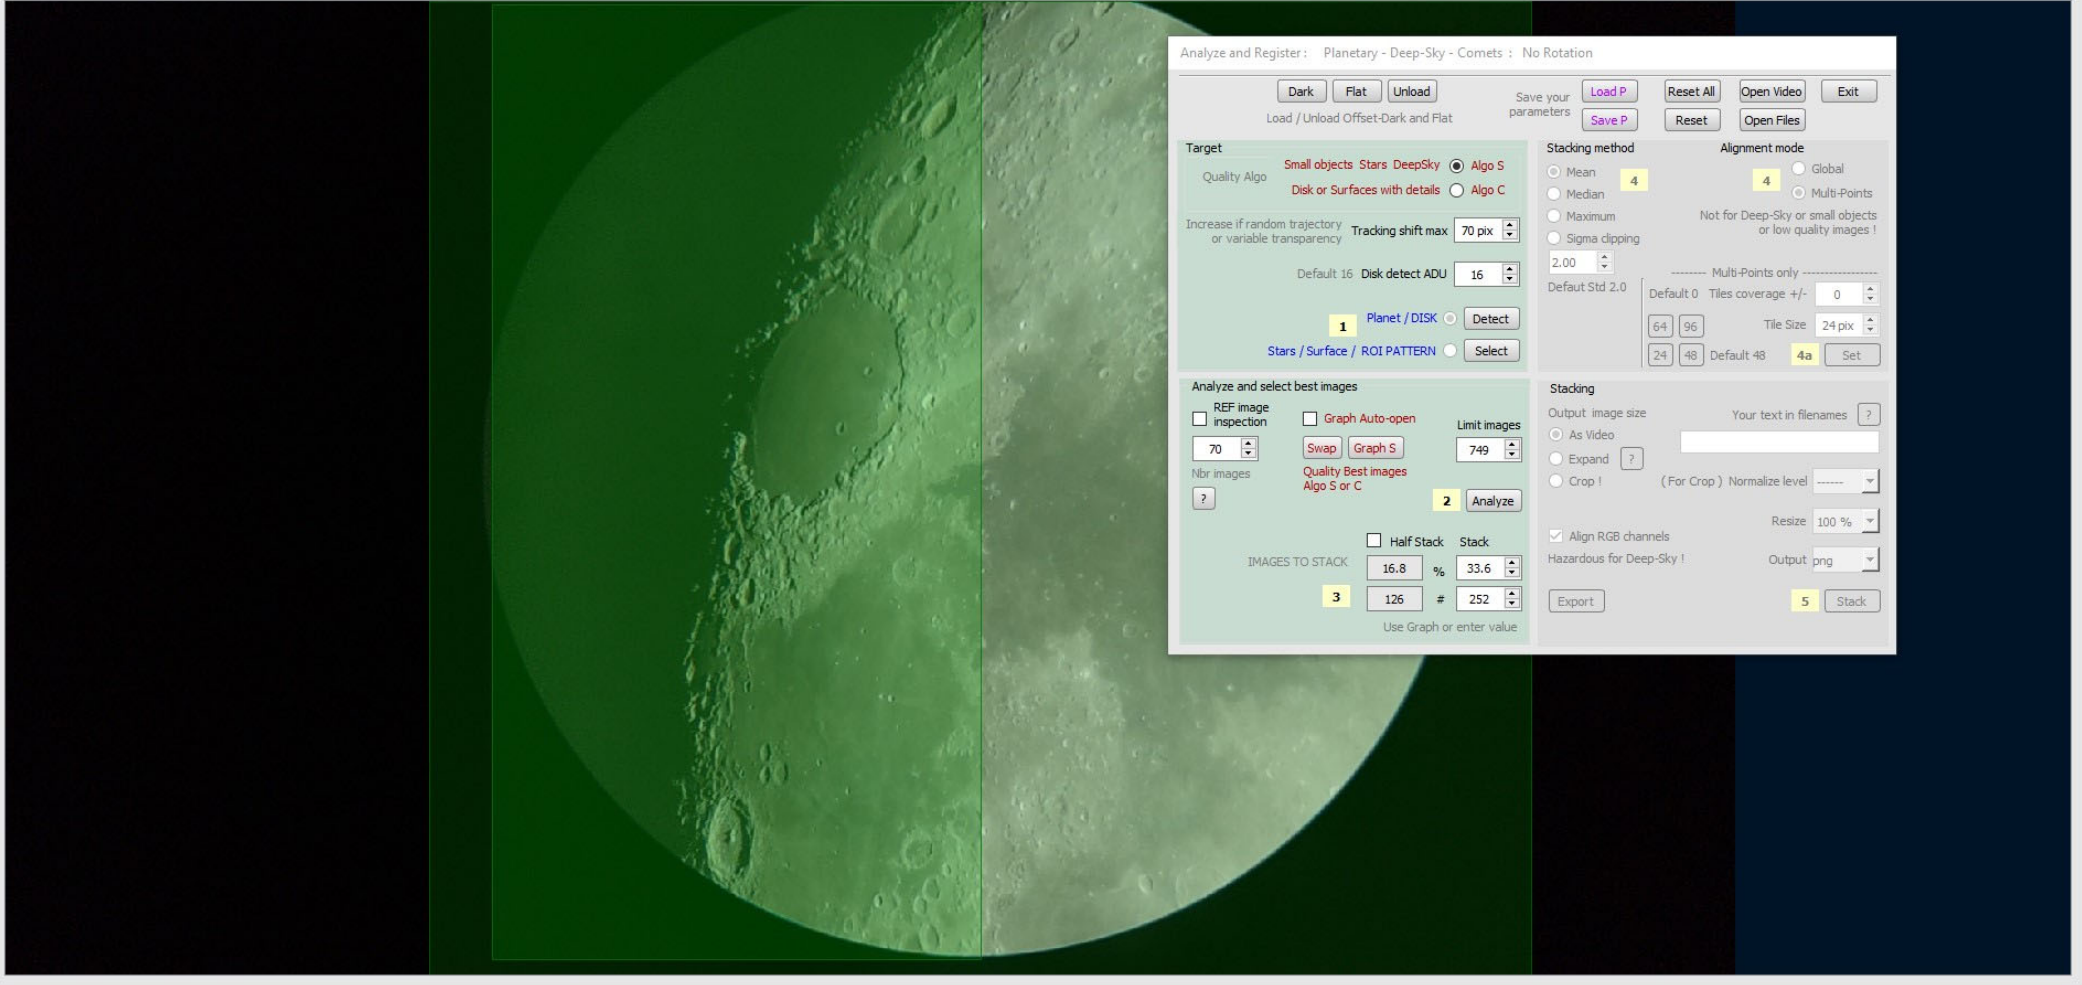 Analyze and Register : Planetary - Deep-Sky - Comets : No Rotation
Dark Flat Unload
Load / Unload Offset-Dark and Flat
Save your parameters
Load P
Save P
Reset All
Reset
Open Video
Open Files
Exit
Target
Quality Algo
Small objects Stars DeepSky Algo S
Disk or Surfaces with details Algo C
Increase if random trajectory
or variable transparency
Tracking shift max 70 pix
Default 16 Disk detect ADU 16
1
Planet / DISK Detect
Stars / Surface / ROI PATTERN Select
Stacking method
Mean
4
Median
Maximum
Sigma clipping
2.00
Defaut Std 2.0
Alignment mode
4
Global
Multi-Points
Not for Deep-Sky or small objects
or low quality images !
------- Multi-Points only ----------------
Default 0 Tiles coverage +/- 0
64 96 Tile Size 24 pix
24 48 Default 48 4a Set
Analyze and select best images
REF image
inspection
70
Nbr images
?
Graph Auto-open
Swap Graph S
Quality Best images
Algo S or C
Limit images
749
2 Analyze
Half Stack Stack
IMAGES TO STACK 16.8 % 33.6
3 126 # 252
Use Graph or enter value
Stacking
Output image size
As Video
Expand ?
Crop !
Your text in filenames ?
( For Crop ) Normalize level ------
Resize 100 %
Align RGB channels
Hazardous for Deep-Sky !
Output png
Export
5 Stack